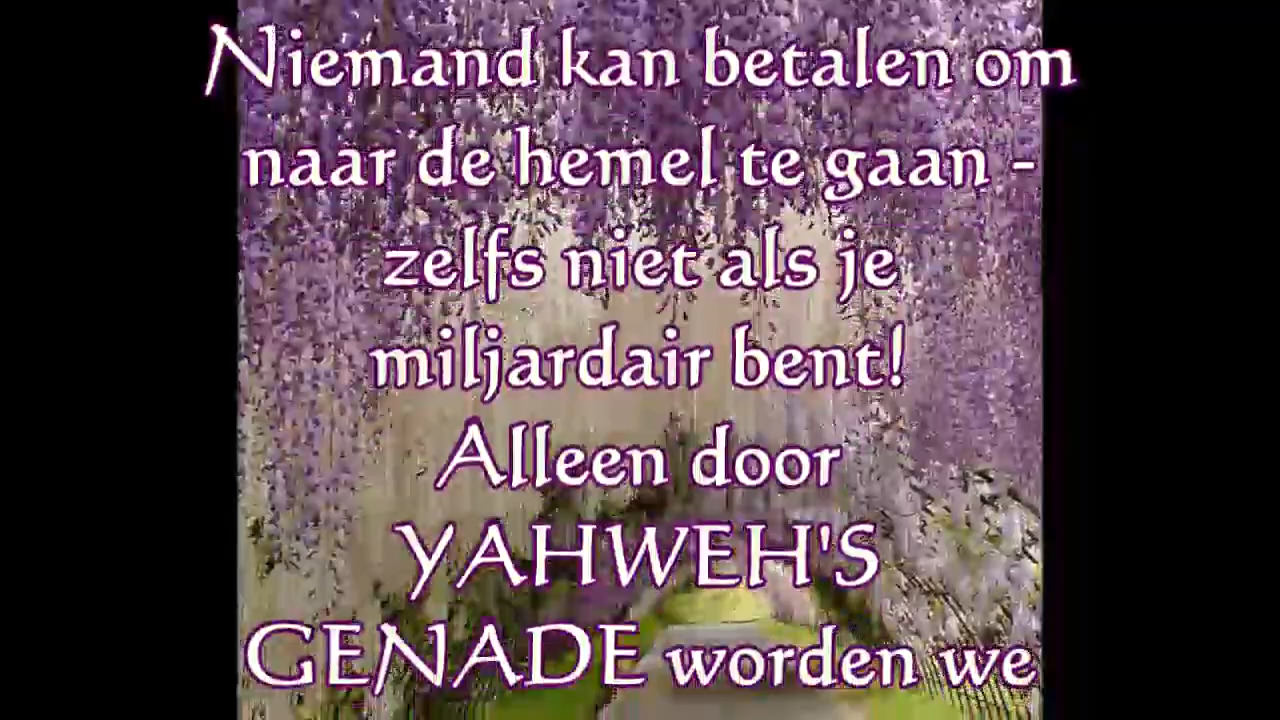 Niemand kan betalen om
naar de hemel te gaan -
zelfs niet als je
miljardair bent!
Alleen door
YAHWEH'S
GENADE worden we